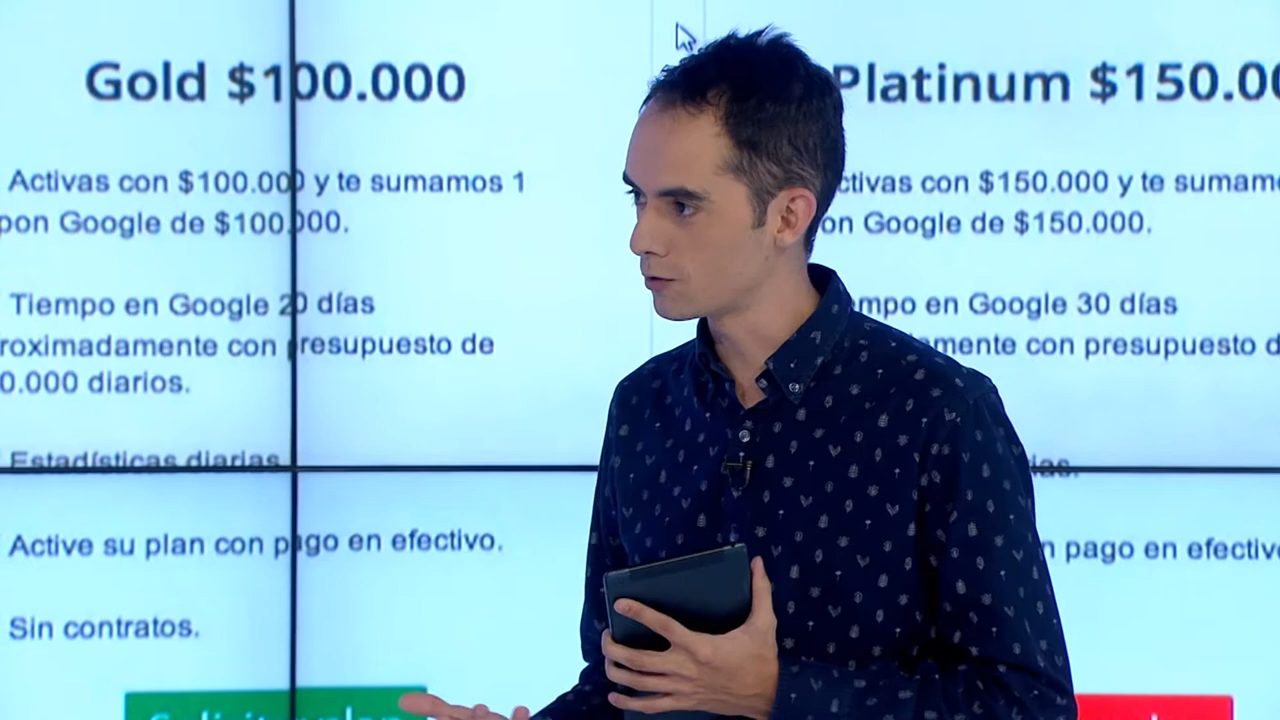 Gold $100.000
Activas con $100.000 y te sumamos 1
pon Google de $100.000.
Tiempo en Google 20 días
roximadamente con presupuesto de
0.000 diarios.
Estadísticas diarias.
Active su plan con pago en efectivo.
Sin contratos.
Platinum $150.00
ctivas con $150.000 y te sumam
on Google de $150.000.
mpo en Google 30 días
mente con presupuesto d
ias.
n pago en efectiv